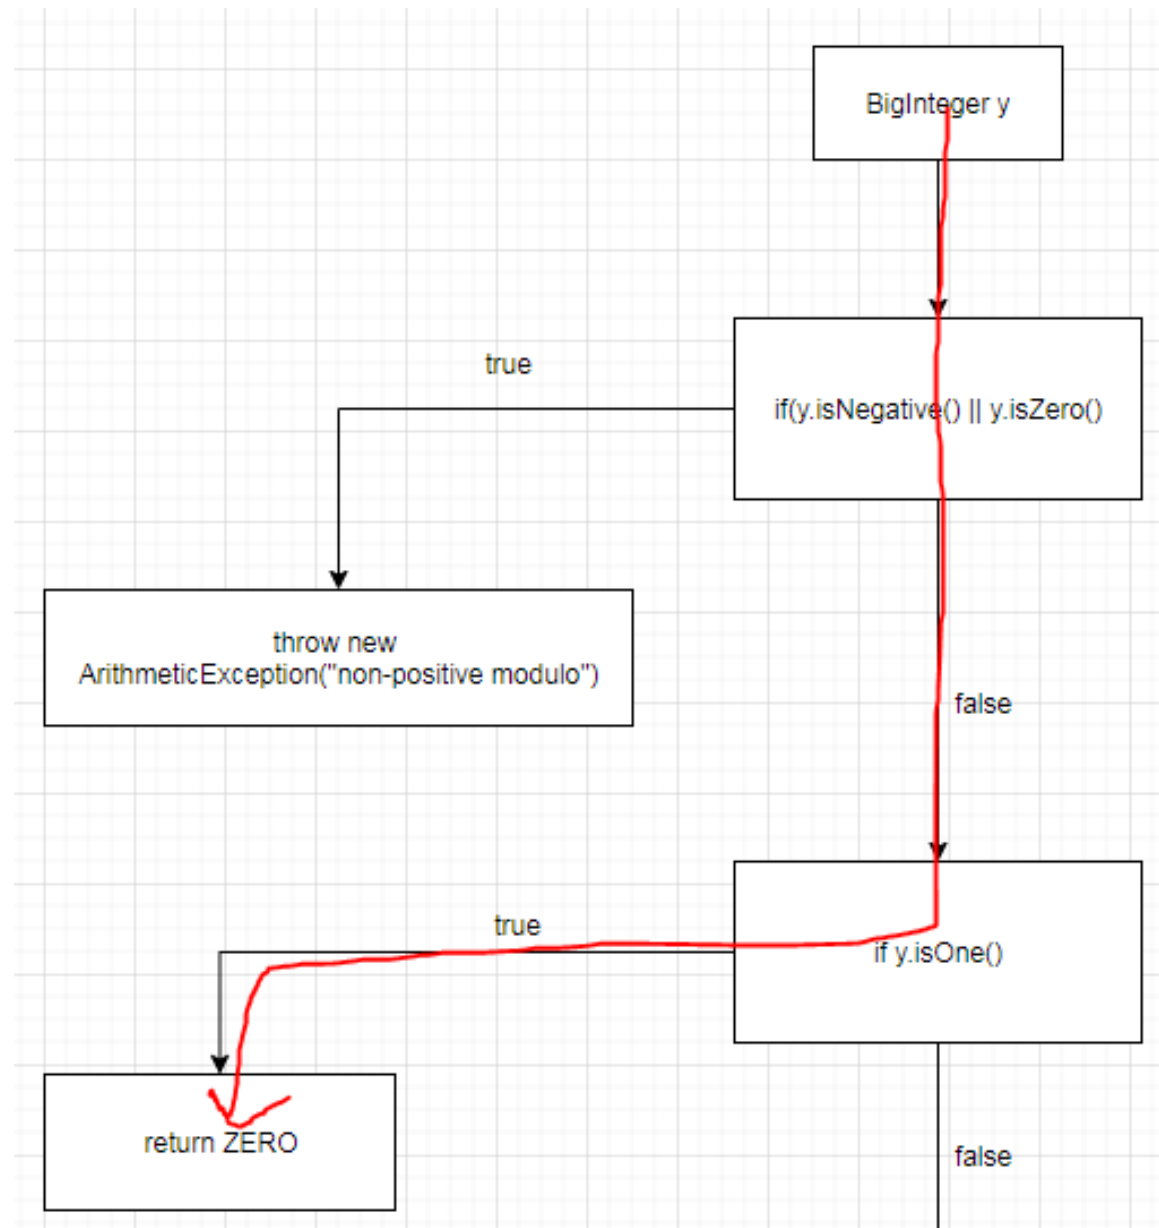 BigInteger y
true
if(y.isNegative() || y.isZero()
throw new
ArithmeticException("non-positive modulo")
false
true
if y.isOne()
return ZERO
false